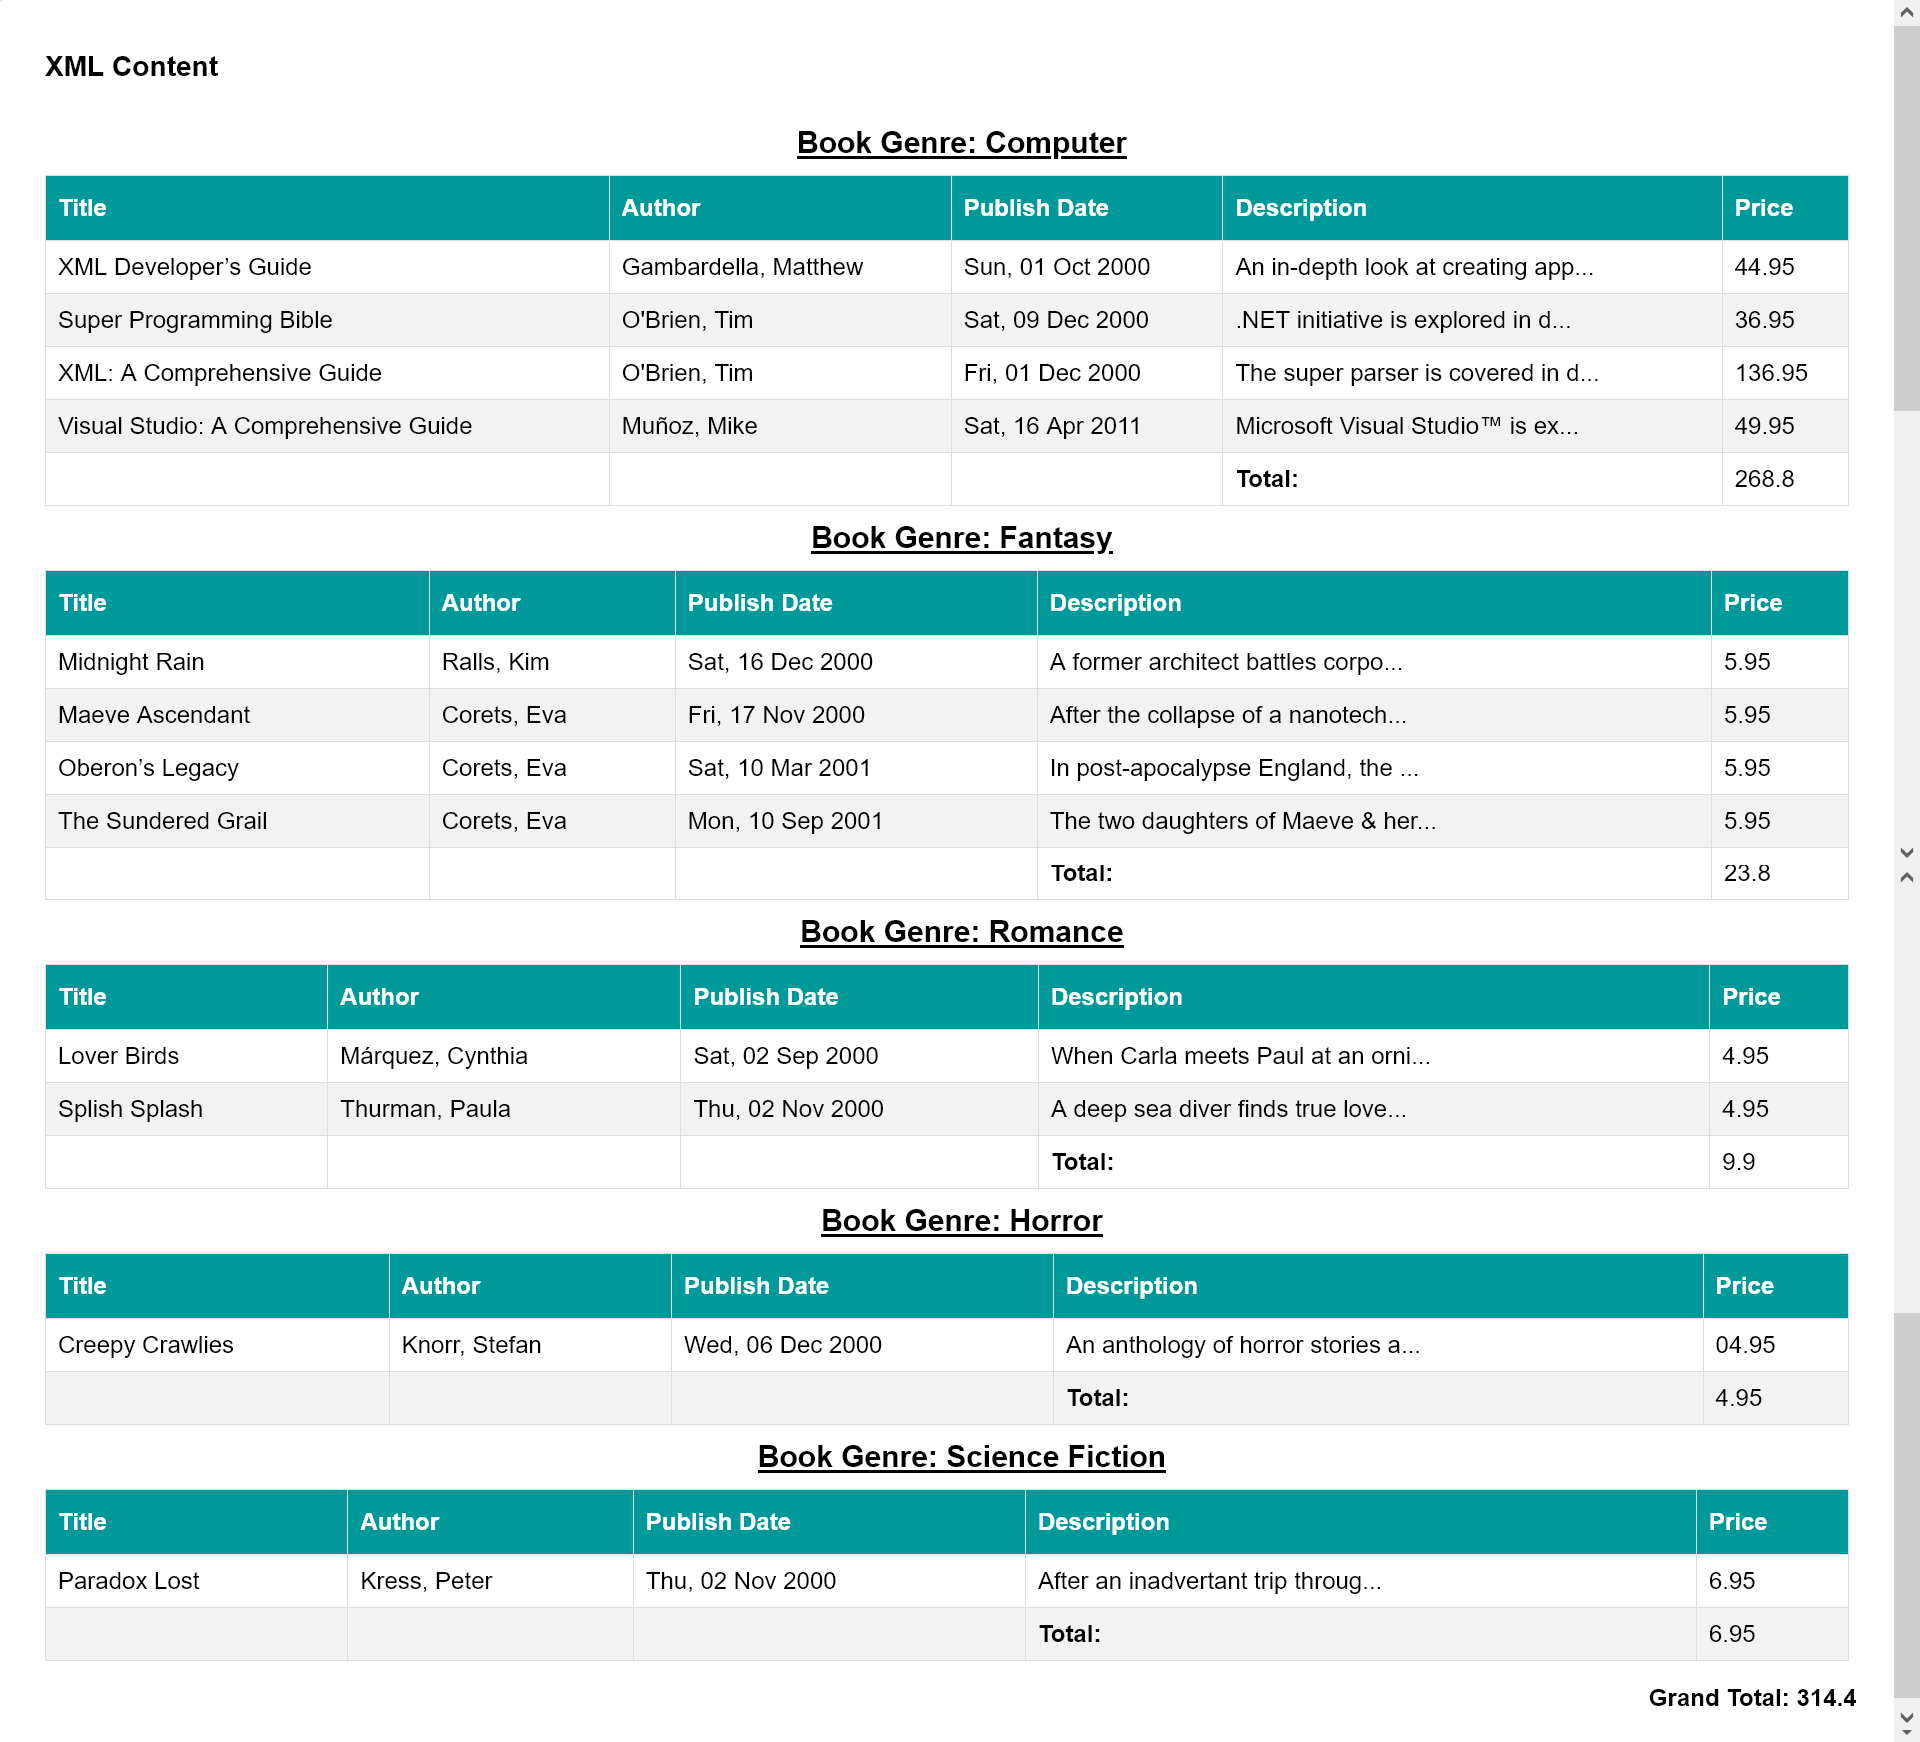 XML Content
Book Genre: Computer
Title Author Publish Date Description Price
XML Developer’s Guide Gambardella, Matthew Sun, 01 Oct 2000 An in-depth look at creating app... 44.95
Super Programming Bible O'Brien, Tim Sat, 09 Dec 2000 .NET initiative is explored in d... 36.95
XML: A Comprehensive Guide O'Brien, Tim Fri, 01 Dec 2000 The super parser is covered in d... 136.95
Visual Studio: A Comprehensive Guide Muñoz, Mike Sat, 16 Apr 2011 Microsoft Visual Studio™ is ex... 49.95
Total: 268.8
Book Genre: Fantasy
Title Author Publish Date Description Price
Midnight Rain Ralls, Kim Sat, 16 Dec 2000 A former architect battles corpo... 5.95
Maeve Ascendant Corets, Eva Fri, 17 Nov 2000 After the collapse of a nanotech... 5.95
Oberon’s Legacy Corets, Eva Sat, 10 Mar 2001 In post-apocalypse England, the ... 5.95
The Sundered Grail Corets, Eva Mon, 10 Sep 2001 The two daughters of Maeve & her... 5.95
Total: 23.8
Book Genre: Romance
Title Author Publish Date Description Price
Lover Birds Márquez, Cynthia Sat, 02 Sep 2000 When Carla meets Paul at an orni... 4.95
Splish Splash Thurman, Paula Thu, 02 Nov 2000 A deep sea diver finds true love... 4.95
Total: 9.9
Book Genre: Horror
Title Author Publish Date Description Price
Creepy Crawlies Knorr, Stefan Wed, 06 Dec 2000 An anthology of horror stories a... 04.95
Total: 4.95
Book Genre: Science Fiction
Title Author Publish Date Description Price
Paradox Lost Kress, Peter Thu, 02 Nov 2000 After an inadvertant trip throug... 6.95
Total: 6.95
Grand Total: 314.4